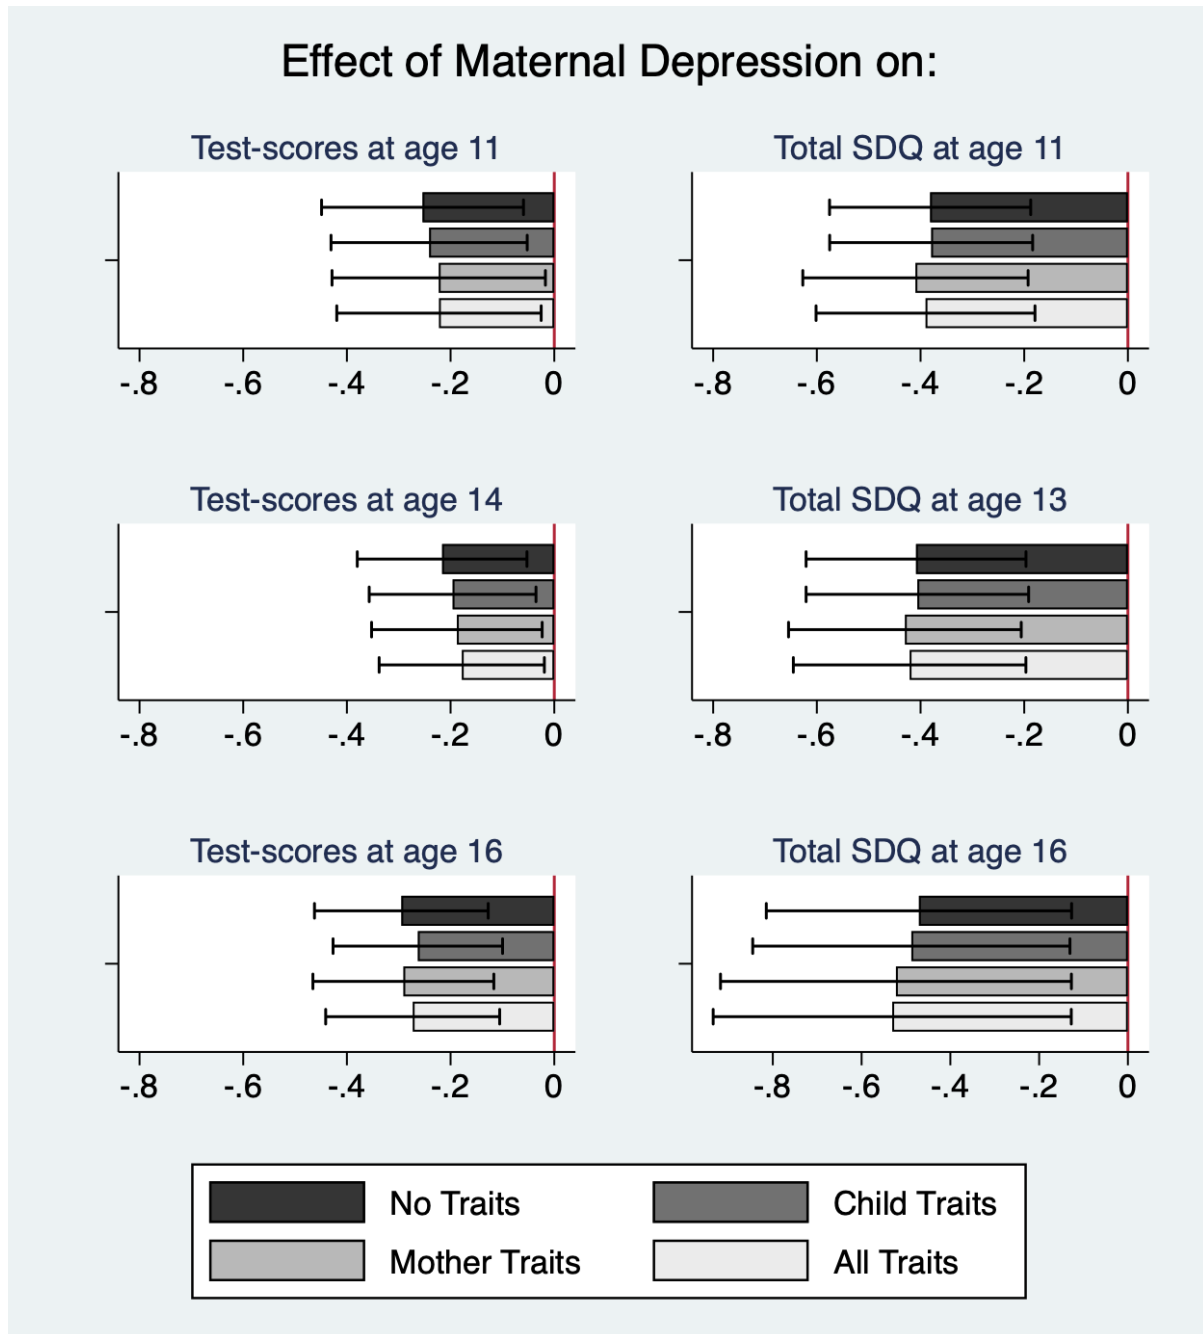 Effect of Maternal Depression on:
Test-scores at age 11
Total SDQ at age 11
-.8 -.6 -.4 -.2 0
-.8 -.6 -.4 -.2 0
Test-scores at age 14
Total SDQ at age 13
-.8 -.6 -.4 -.2 0
-.8 -.6 -.4 -.2 0
Test-scores at age 16
Total SDQ at age 16
-.8 -.6 -.4 -.2 0
-.8 -.6 -.4 -.2 0
No Traits
Child Traits
Mother Traits
All Traits